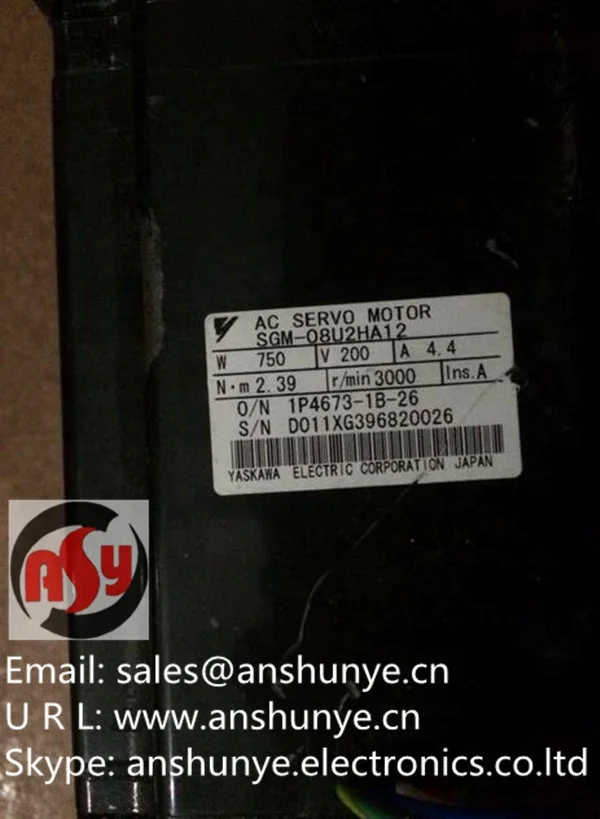 AC SERVO MOTOR
SGM-08U2HA12
W 750 V 200 A 4.4
N·m 2.39 r/min 3000 Ins.A
O/N 1P4673-1B-26
S/N D011XG396820026
YASKAWA ELECTRIC CORPORATION JAPAN
ASY
Email: sales@anshunye.cn
U R L: www.anshunye.cn
Skype: anshunye.electronics.co.ltd